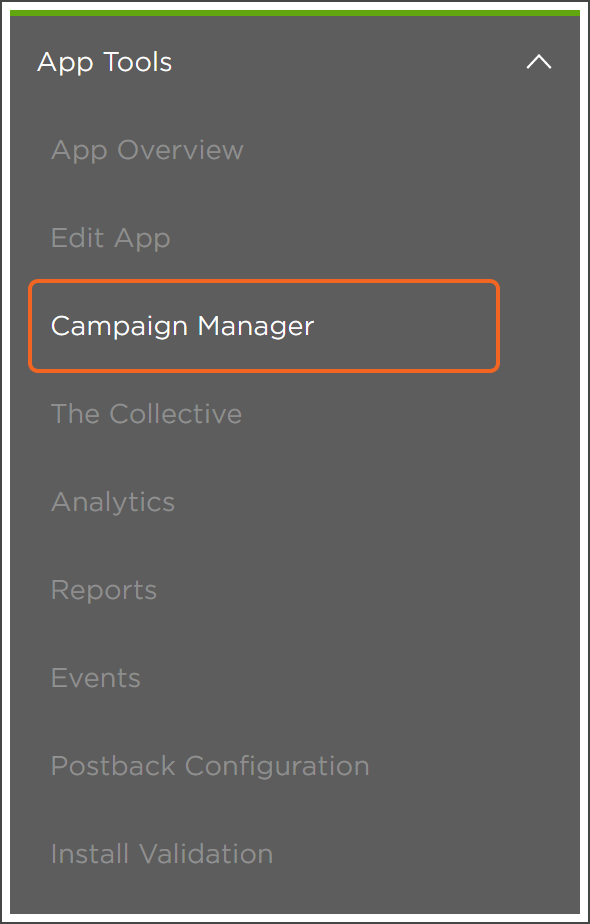 App Tools
App Overview
Edit App
Campaign Manager
The Collective
Analytics
Reports
Events
Postback Configuration
Install Validation